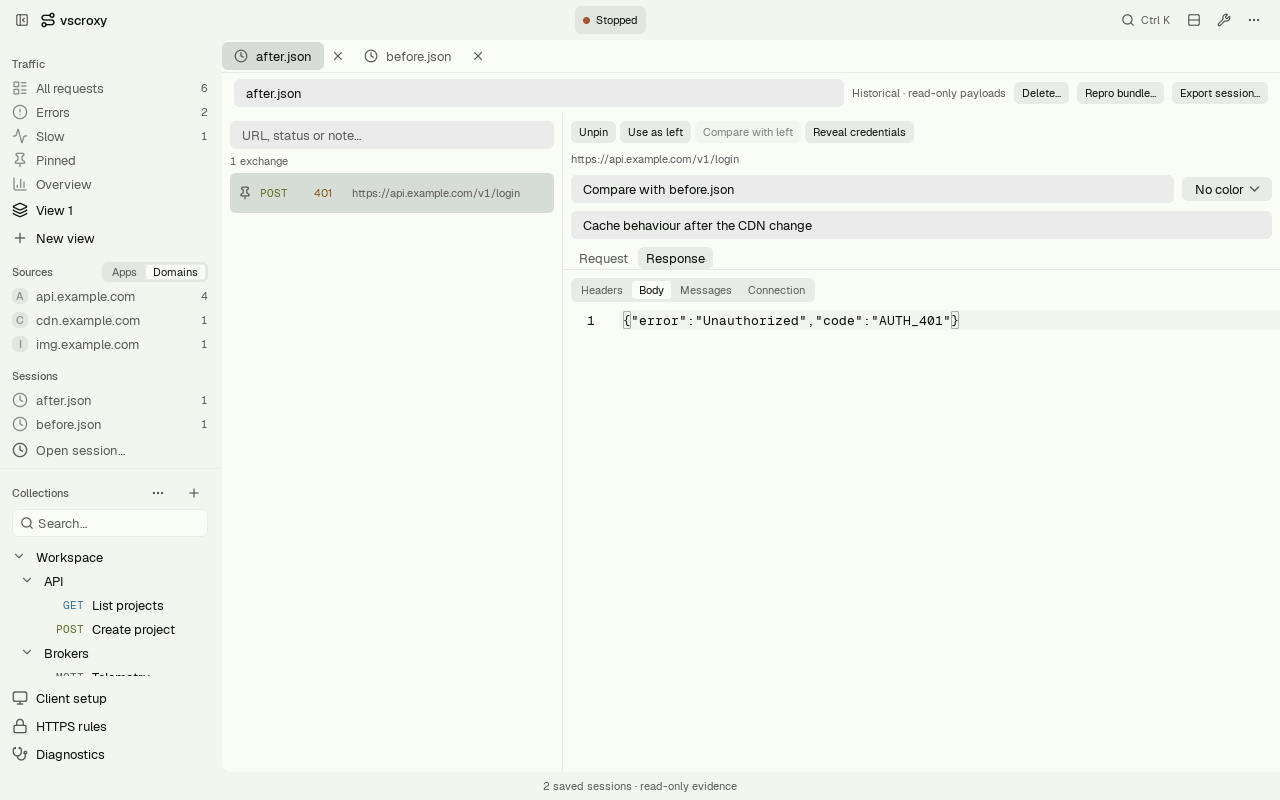 vscroxy
Stopped
Ctrl K
Traffic
All requests 6
Errors 2
Slow 1
Pinned
Overview
View 1
New view
Sources Apps Domains
A api.example.com 4
C cdn.example.com 1
I img.example.com 1
Sessions
after.json 1
before.json 1
Open session...
Collections
Search...
Workspace
API
GET List projects
POST Create project
Brokers
MQTT Telemetry
Client setup
HTTPS rules
Diagnostics
after.json
before.json
after.json
Historical · read-only payloads
Delete...
Repro bundle...
Export session...
URL, status or note...
1 exchange
POST 401 https://api.example.com/v1/login
Unpin
Use as left
Compare with left
Reveal credentials
https://api.example.com/v1/login
Compare with before.json
No color
Cache behaviour after the CDN change
Request Response
Headers Body Messages Connection
1 {"error":"Unauthorized","code":"AUTH_401"}
2 saved sessions · read-only evidence